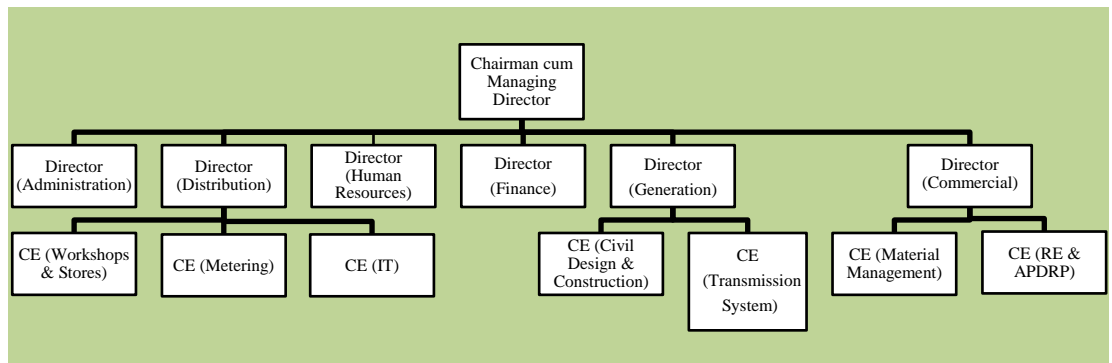 Chairman cum
Managing
Director
Director
(Administration)
Director
(Distribution)
Director
(Human
Resources)
Director
(Finance)
Director
(Generation)
Director
(Commercial)
CE (Workshops
& Stores)
CE (Metering)
CE (IT)
CE (Civil
Design &
Construction)
CE
(Transmission
System)
CE (Material
Management)
CE (RE &
APDRP)